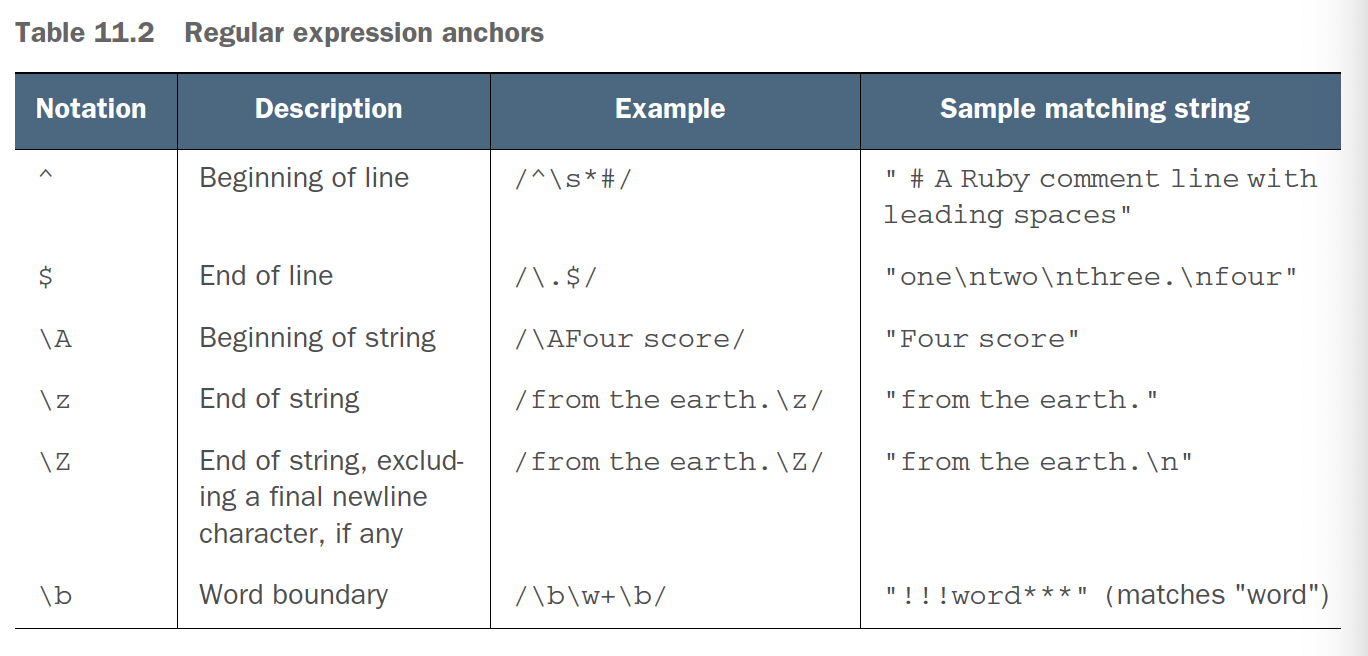 Table 11.2 Regular expression anchors
Notation Description Example Sample matching string
^ Beginning of line /^\s*#/ " # A Ruby comment line with
leading spaces"
$ End of line /\.$/ "one\ntwo\nthree.\nfour"
\A Beginning of string /\AFour score/ "Four score"
\z End of string /from the earth.\z/ "from the earth."
\Z End of string, exclud- /from the earth.\Z/ "from the earth.\n"
ing a final newline
character, if any
\b Word boundary /\b\w+\b/ "!!!word***" (matches "word")